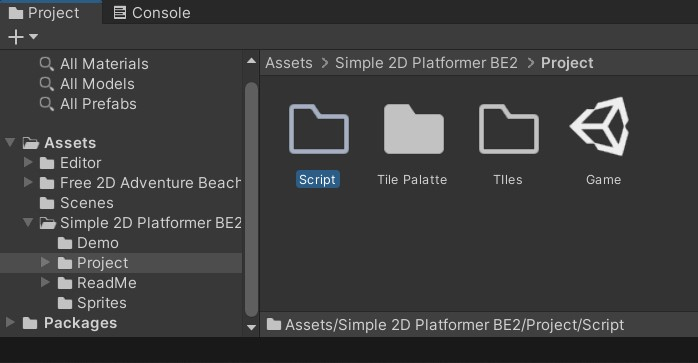 Project
Console
All Materials
All Models
All Prefabs
Assets
Editor
Free 2D Adventure Beach
Scenes
Simple 2D Platformer BE2
Demo
Project
ReadMe
Sprites
Packages
Assets > Simple 2D Platformer BE2 > Project
Script
Tile Palatte
TIles
Game
Assets/Simple 2D Platformer BE2/Project/Script